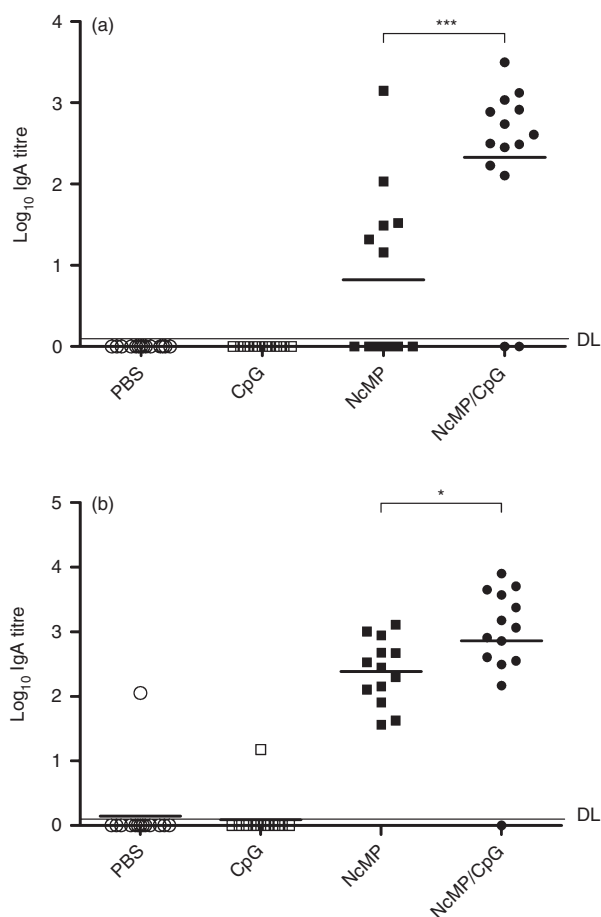 (a)
***
4
3
2
1
0
Log10 IgA titre
DL
PBS
CpG
NcMP
NcMP/CpG
(b)
*
5
4
3
2
1
0
Log10 IgA titre
DL
PBS
CpG
NcMP
NcMP/CpG